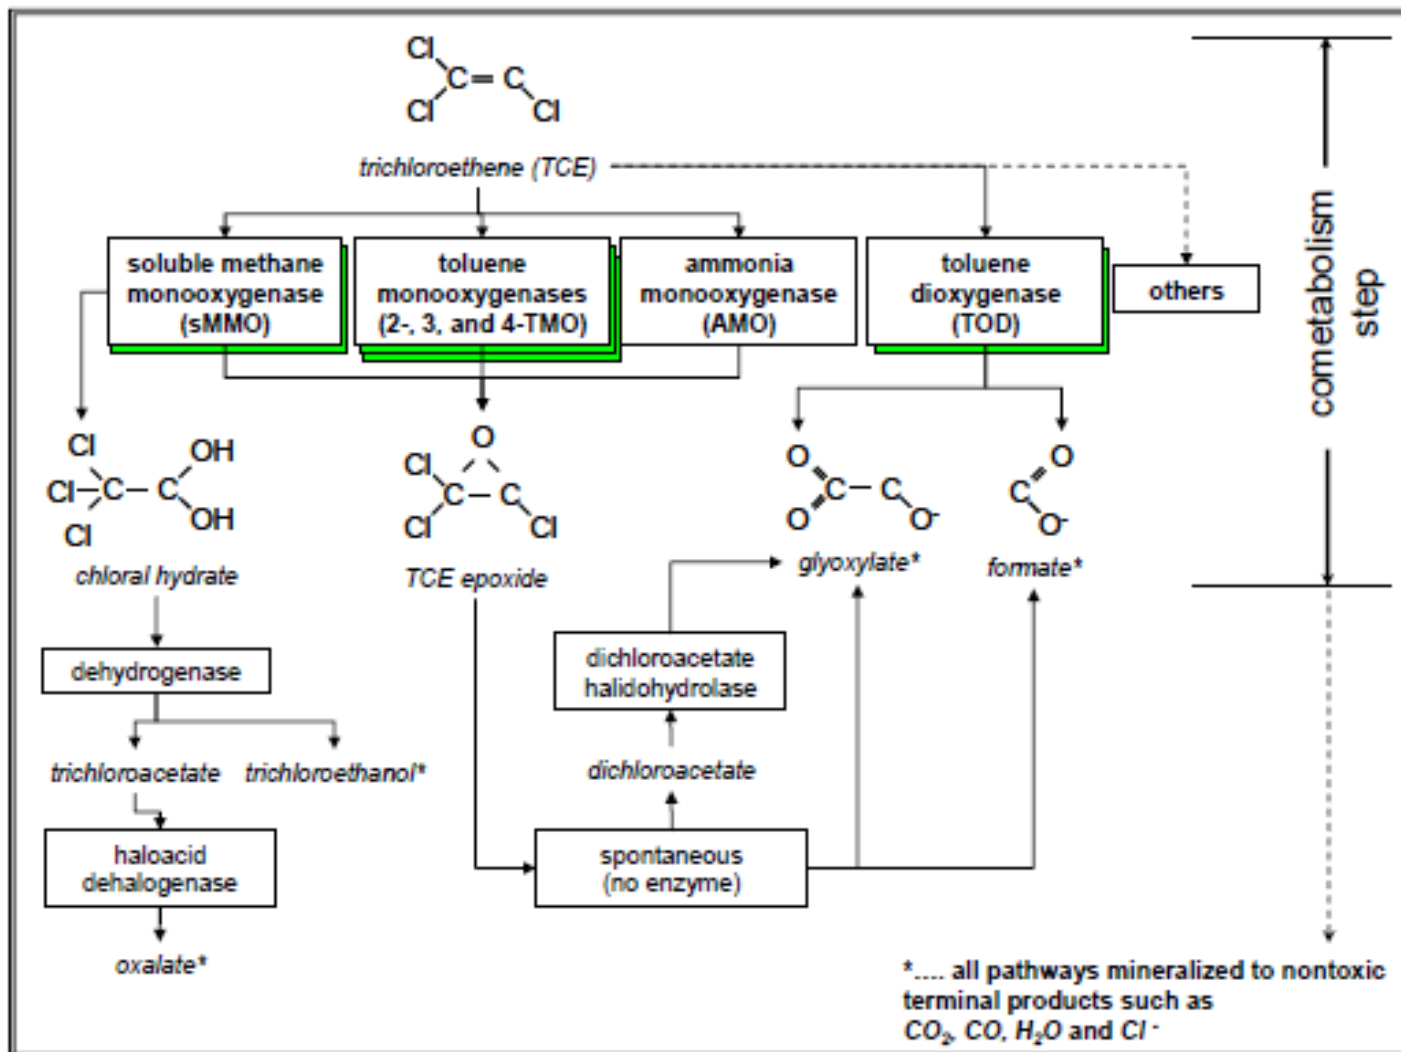 Cl
C = C
Cl
Cl
trichloroethene (TCE)
soluble methane
monooxygenase
(sMMO)
toluene
monooxygenases
(2-, 3, and 4-TMO)
ammonia
monooxygenase
(AMO)
toluene
dioxygenase
(TOD)
others
cometabolism
step
Cl
OH
Cl C C
Cl
OH
chloral hydrate
O
Cl
C C
Cl
Cl
TCE epoxide
O
C C
O
O-
glyoxylate*
O
C
O-
formate*
dehydrogenase
trichloroacetate
trichloroethanol*
haloacid
dehalogenase
oxalate*
dichloroacetate
halidohydrolase
dichloroacetate
spontaneous
(no enzyme)
*.... all pathways mineralized to nontoxic
terminal products such as
CO2, CO, H2O and Cl -